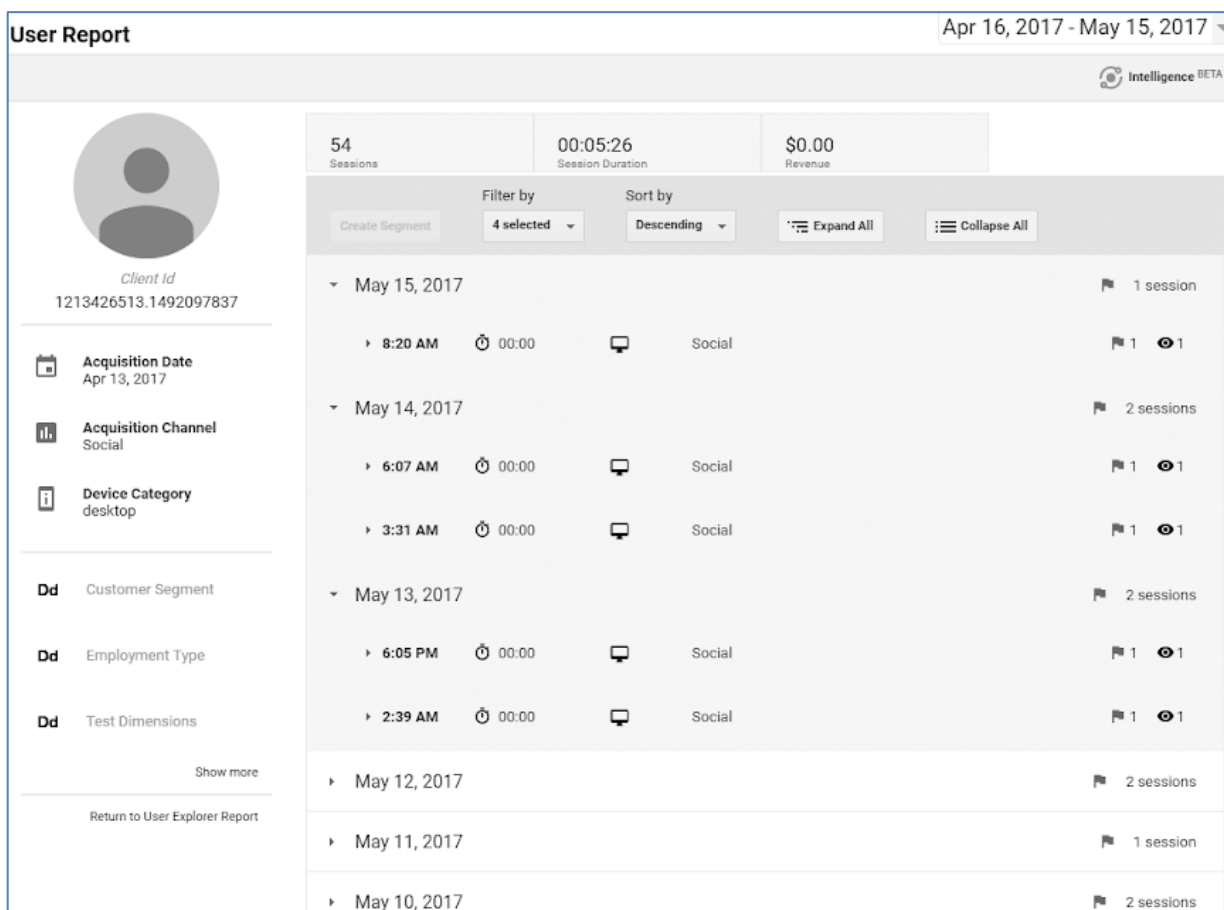 User Report
Apr 16, 2017 - May 15, 2017
Intelligence BETA
54
Sessions
00:05:26
Session Duration
$0.00
Revenue
Filter by
Sort by
Create Segment
4 selected
Descending
Expand All
Collapse All
Client Id
1213426513.1492097837
Acquisition Date
Apr 13, 2017
Acquisition Channel
Social
Device Category
desktop
Dd Customer Segment
Dd Employment Type
Dd Test Dimensions
Show more
Return to User Explorer Report
May 15, 2017 1 session
8:20 AM 00:00 Social 1 1
May 14, 2017 2 sessions
6:07 AM 00:00 Social 1 1
3:31 AM 00:00 Social 1 1
May 13, 2017 2 sessions
6:05 PM 00:00 Social 1 1
2:39 AM 00:00 Social 1 1
May 12, 2017 2 sessions
May 11, 2017 1 session
May 10, 2017 2 sessions